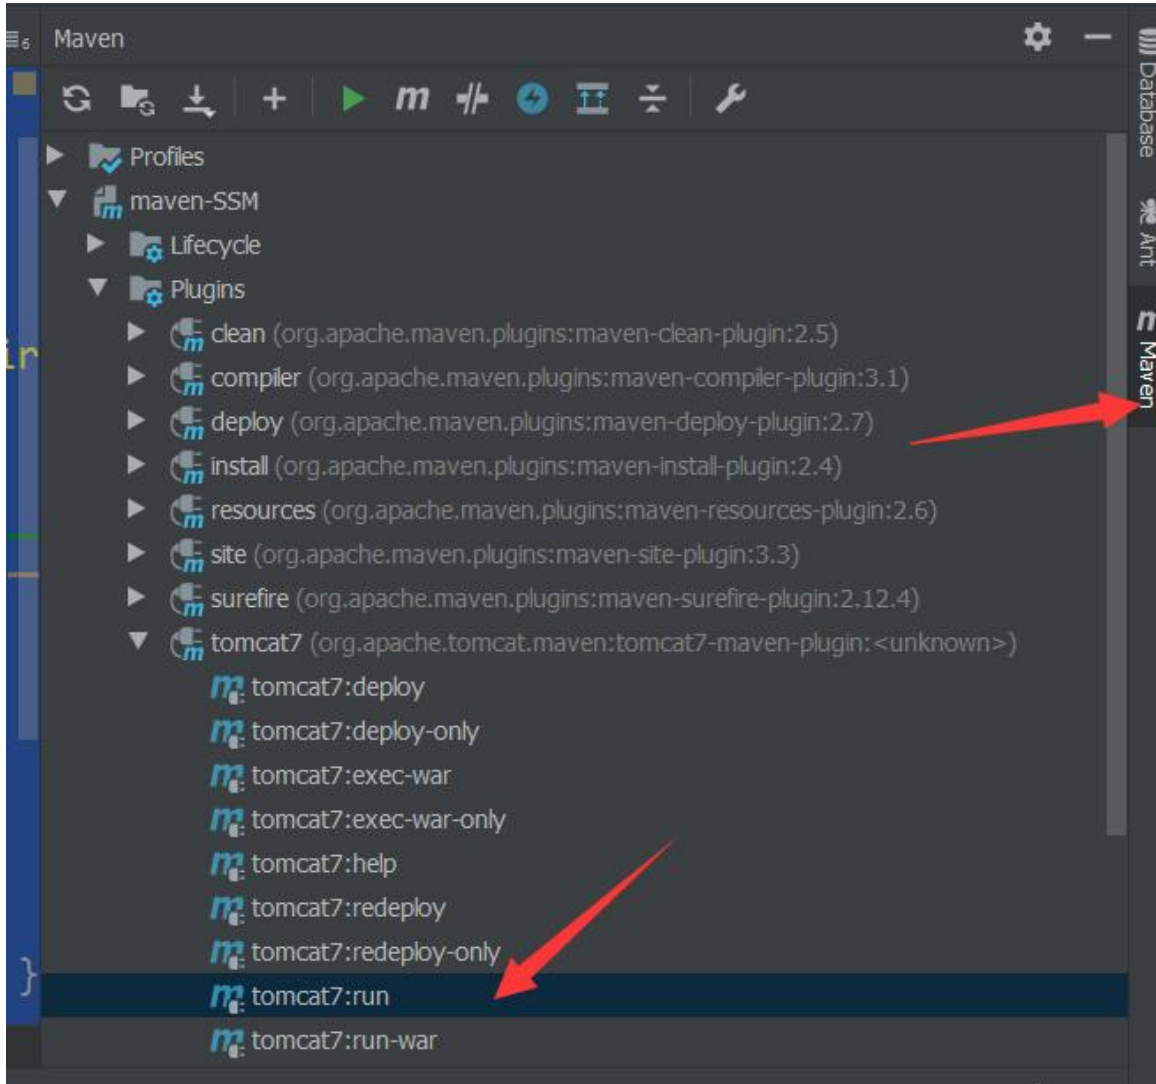 Maven
Profiles
maven-SSM
Lifecycle
Plugins
clean (org.apache.maven.plugins:maven-clean-plugin:2.5)
compiler (org.apache.maven.plugins:maven-compiler-plugin:3.1)
deploy (org.apache.maven.plugins:maven-deploy-plugin:2.7)
install (org.apache.maven.plugins:maven-install-plugin:2.4)
resources (org.apache.maven.plugins:maven-resources-plugin:2.6)
site (org.apache.maven.plugins:maven-site-plugin:3.3)
surefire (org.apache.maven.plugins:maven-surefire-plugin:2.12.4)
tomcat7 (org.apache.tomcat.maven:tomcat7-maven-plugin:<unknown>)
tomcat7:deploy
tomcat7:deploy-only
tomcat7:exec-war
tomcat7:exec-war-only
tomcat7:help
tomcat7:redeploy
tomcat7:redeploy-only
}
tomcat7:run
tomcat7:run-war
Database
Ant
Maven